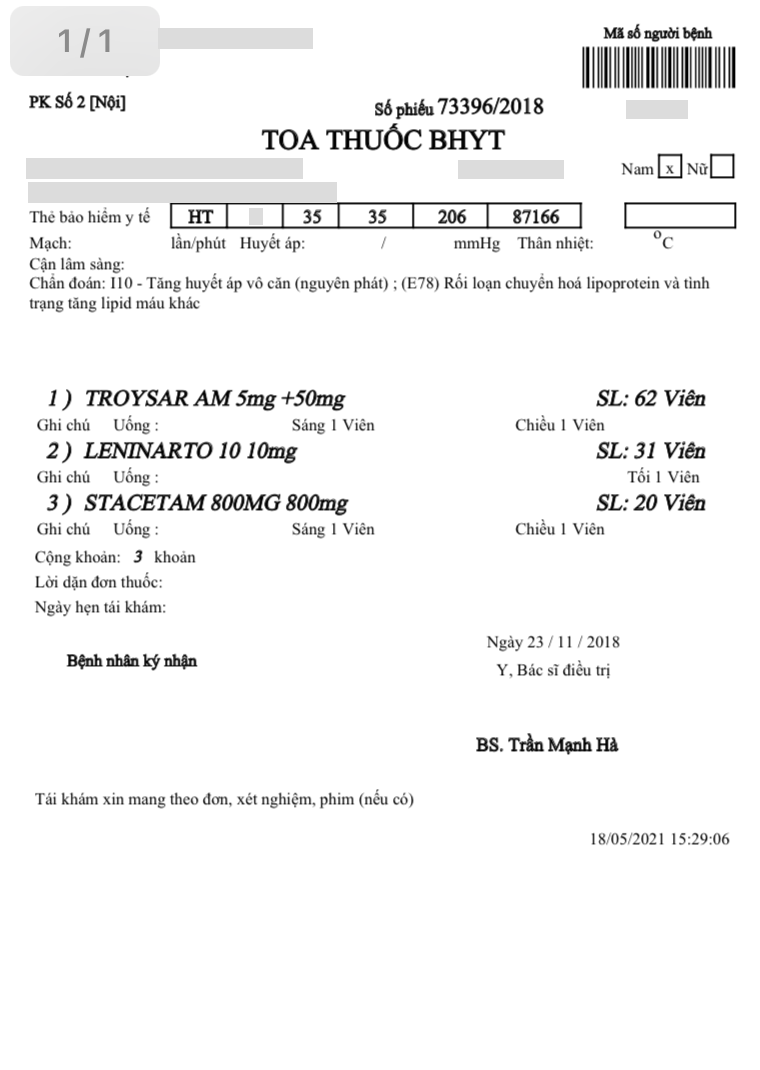 1/1
Mã số người bệnh
PK Số 2 [Nội]
Số phiếu 73396/2018
TOA THUỐC BHYT
Nam x Nữ
Thẻ bảo hiểm y tế HT 35 35 206 87166
Mạch: lần/phút Huyết áp: / mmHg Thân nhiệt: °C
Cận lâm sàng:
Chẩn đoán: I10 - Tăng huyết áp vô căn (nguyên phát) ; (E78) Rối loạn chuyển hoá lipoprotein và tình
trạng tăng lipid máu khác
1 ) TROYSAR AM 5mg +50mg SL: 62 Viên
Ghi chú Uống : Sáng 1 Viên Chiều 1 Viên
2 ) LENINARTO 10 10mg SL: 31 Viên
Ghi chú Uống : Tối 1 Viên
3 ) STACETAM 800MG 800mg SL: 20 Viên
Ghi chú Uống : Sáng 1 Viên Chiều 1 Viên
Cộng khoản: 3 khoản
Lời dặn đơn thuốc:
Ngày hẹn tái khám:
Ngày 23 / 11 / 2018
Bệnh nhân ký nhận
Y, Bác sĩ điều trị
BS. Trần Mạnh Hà
Tái khám xin mang theo đơn, xét nghiệm, phim (nếu có)
18/05/2021 15:29:06